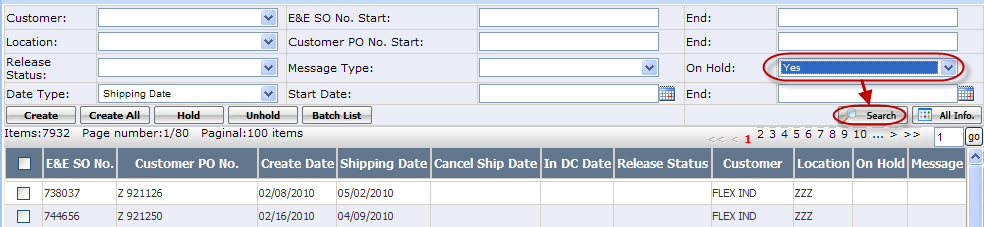 Customer: E&E SO No. Start: End:
Location: Customer PO No. Start: End:
Release Status: Message Type: On Hold: Yes
Date Type: Shipping Date Start Date: End:
Create Create All Hold Unhold Batch List Search All Info.
Items:7932 Page number:1/80 Paginal:100 items << < 1 2 3 4 5 6 7 8 9 10 ... > >> 1 go
E&E SO No. Customer PO No. Create Date Shipping Date Cancel Ship Date In DC Date Release Status Customer Location On Hold Message
738037 Z 921126 02/08/2010 05/02/2010 FLEX IND ZZZ
744656 Z 921250 02/16/2010 04/09/2010 FLEX IND ZZZ